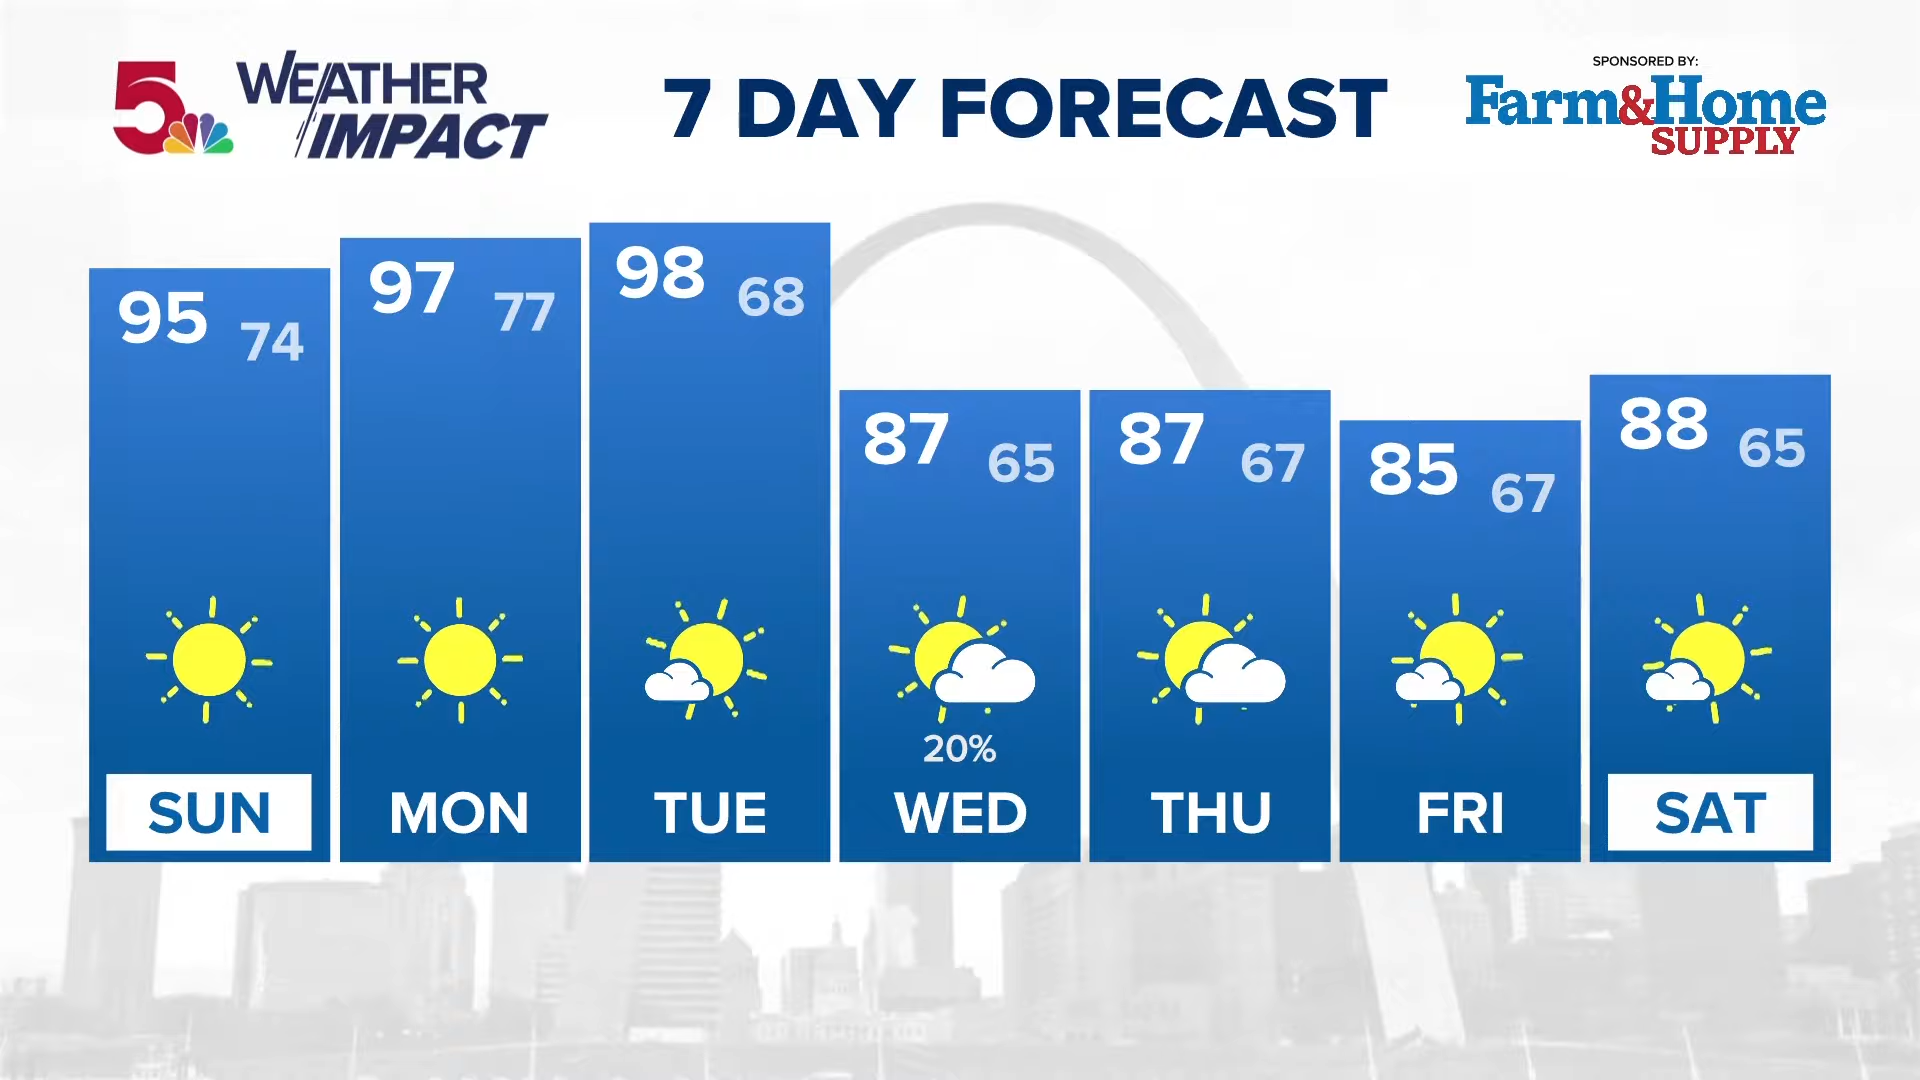 5 WEATHER IMPACT
7 DAY FORECAST
SPONSORED BY:
Farm&Home
SUPPLY
95 74
SUN
97 77
MON
98 68
TUE
87 65
20%
WED
87 67
THU
85 67
FRI
88 65
SAT